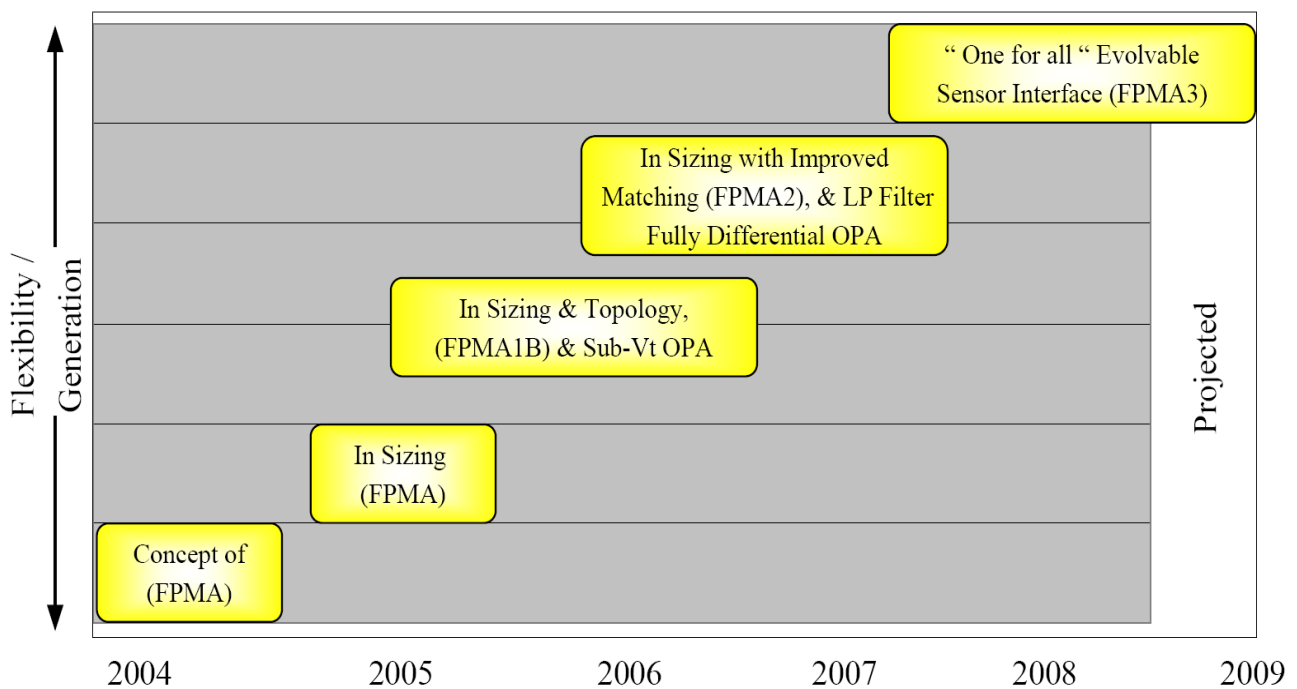 “ One for all “ Evolvable
Sensor Interface (FPMA3)
In Sizing with Improved
Matching (FPMA2), & LP Filter
Fully Differential OPA
In Sizing & Topology,
(FPMA1B) & Sub-Vt OPA
In Sizing
(FPMA)
Concept of
(FPMA)
Flexibility /
Generation
Projected
2004 2005 2006 2007 2008 2009